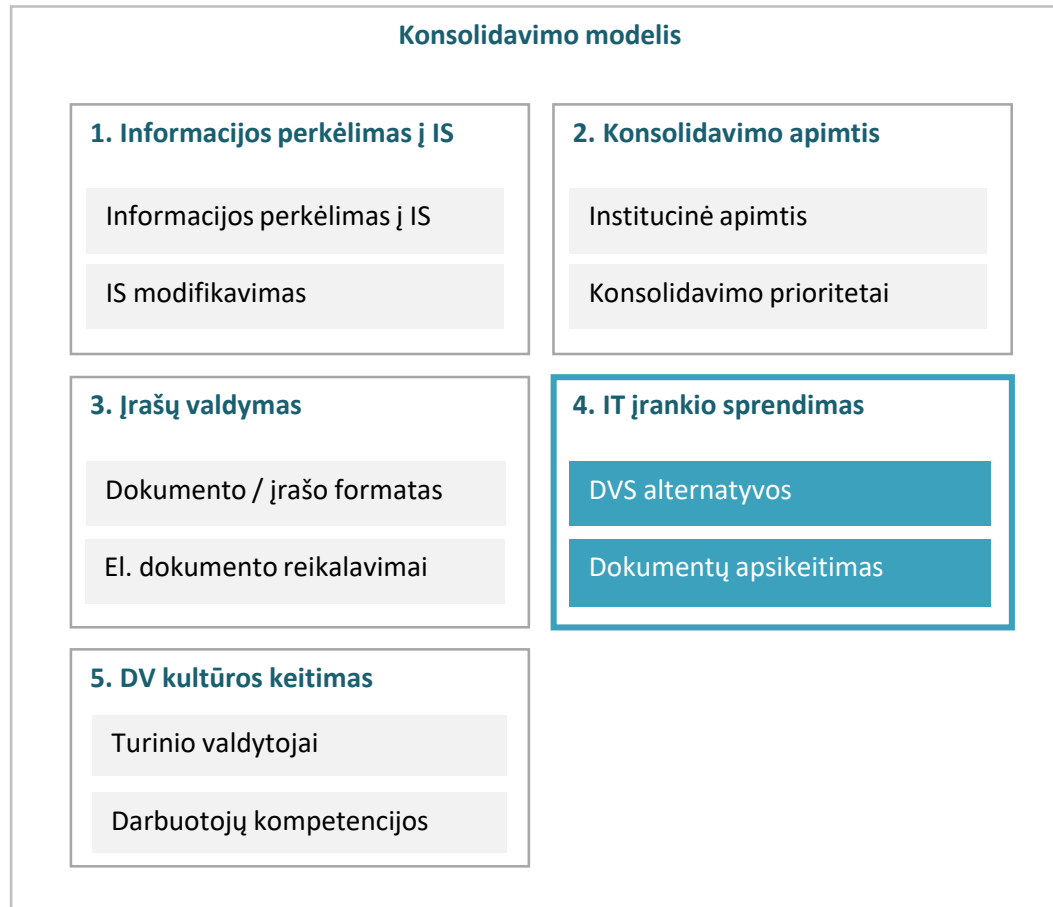 Konsolidavimo modelis
1. Informacijos perkėlimas į IS
Informacijos perkėlimas į IS
IS modifikavimas
2. Konsolidavimo apimtis
Institucinė apimtis
Konsolidavimo prioritetai
3. Įrašų valdymas
Dokumento / įrašo formatas
El. dokumento reikalavimai
4. IT įrankio sprendimas
DVS alternatyvos
Dokumentų apsikeitimas
5. DV kultūros keitimas
Turinio valdytojai
Darbuotojų kompetencijos